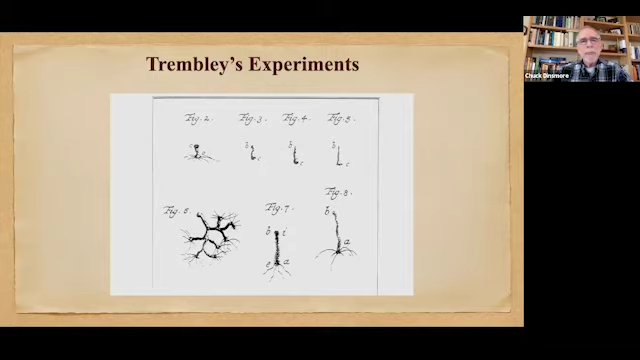 Trembley's Experiments
Fig. 2. Fig. 3. Fig. 4. Fig. 5.
c b b b
c c c
Fig. 6. Fig. 7. Fig. 8.
b i b
e a a
Chuck Dinsmore